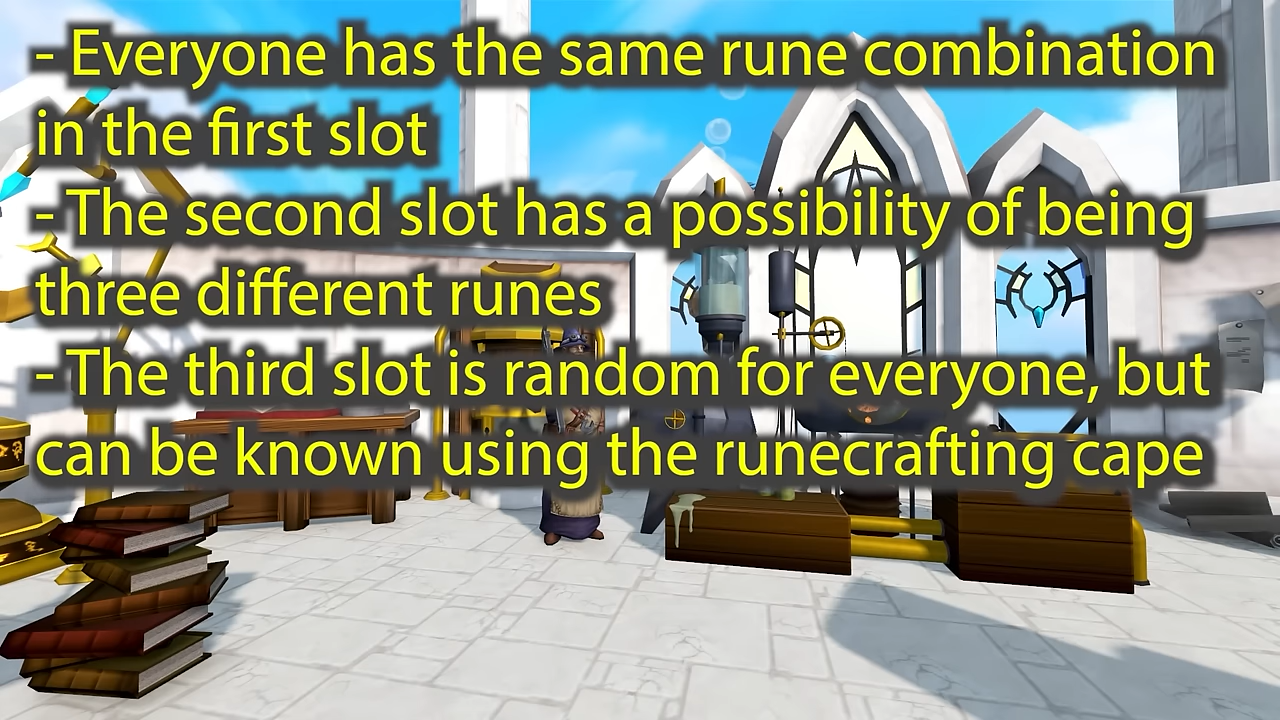 - Everyone has the same rune combination
in the first slot
- The second slot has a possibility of being
three different runes
- The third slot is random for everyone, but
can be known using the runecrafting cape